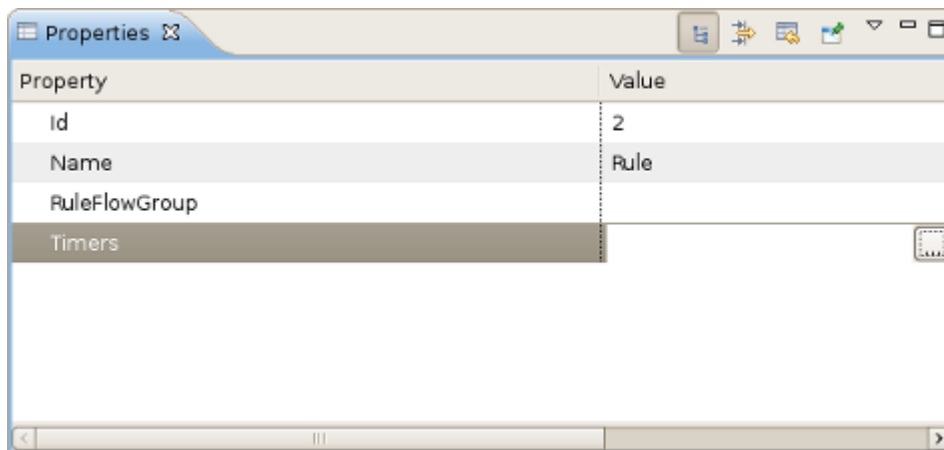 Properties
Property Value
Id 2
Name Rule
RuleFlowGroup
Timers
...